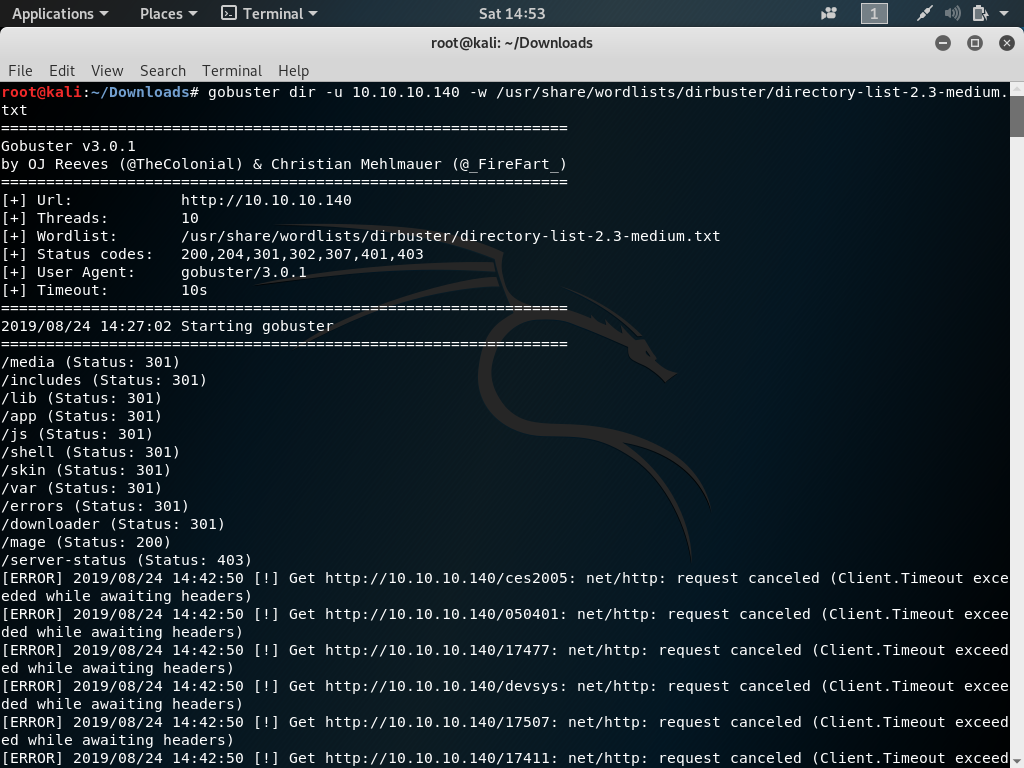 Applications Places Terminal Sat 14:53 1
root@kali: ~/Downloads
File Edit View Search Terminal Help
root@kali:~/Downloads# gobuster dir -u 10.10.10.140 -w /usr/share/wordlists/dirbuster/directory-list-2.3-medium.
txt
===============================================================
Gobuster v3.0.1
by OJ Reeves (@TheColonial) & Christian Mehlmauer (@_FireFart_)
===============================================================
[+] Url:            http://10.10.10.140
[+] Threads:        10
[+] Wordlist:       /usr/share/wordlists/dirbuster/directory-list-2.3-medium.txt
[+] Status codes:   200,204,301,302,307,401,403
[+] User Agent:     gobuster/3.0.1
[+] Timeout:        10s
===============================================================
2019/08/24 14:27:02 Starting gobuster
===============================================================
/media (Status: 301)
/includes (Status: 301)
/lib (Status: 301)
/app (Status: 301)
/js (Status: 301)
/shell (Status: 301)
/skin (Status: 301)
/var (Status: 301)
/errors (Status: 301)
/downloader (Status: 301)
/mage (Status: 200)
/server-status (Status: 403)
[ERROR] 2019/08/24 14:42:50 [!] Get http://10.10.10.140/ces2005: net/http: request canceled (Client.Timeout exce
eded while awaiting headers)
[ERROR] 2019/08/24 14:42:50 [!] Get http://10.10.10.140/050401: net/http: request canceled (Client.Timeout excee
ded while awaiting headers)
[ERROR] 2019/08/24 14:42:50 [!] Get http://10.10.10.140/17477: net/http: request canceled (Client.Timeout exceed
ed while awaiting headers)
[ERROR] 2019/08/24 14:42:50 [!] Get http://10.10.10.140/devsys: net/http: request canceled (Client.Timeout excee
ded while awaiting headers)
[ERROR] 2019/08/24 14:42:50 [!] Get http://10.10.10.140/17507: net/http: request canceled (Client.Timeout exceed
ed while awaiting headers)
[ERROR] 2019/08/24 14:42:50 [!] Get http://10.10.10.140/17411: net/http: request canceled (Client.Timeout exceed